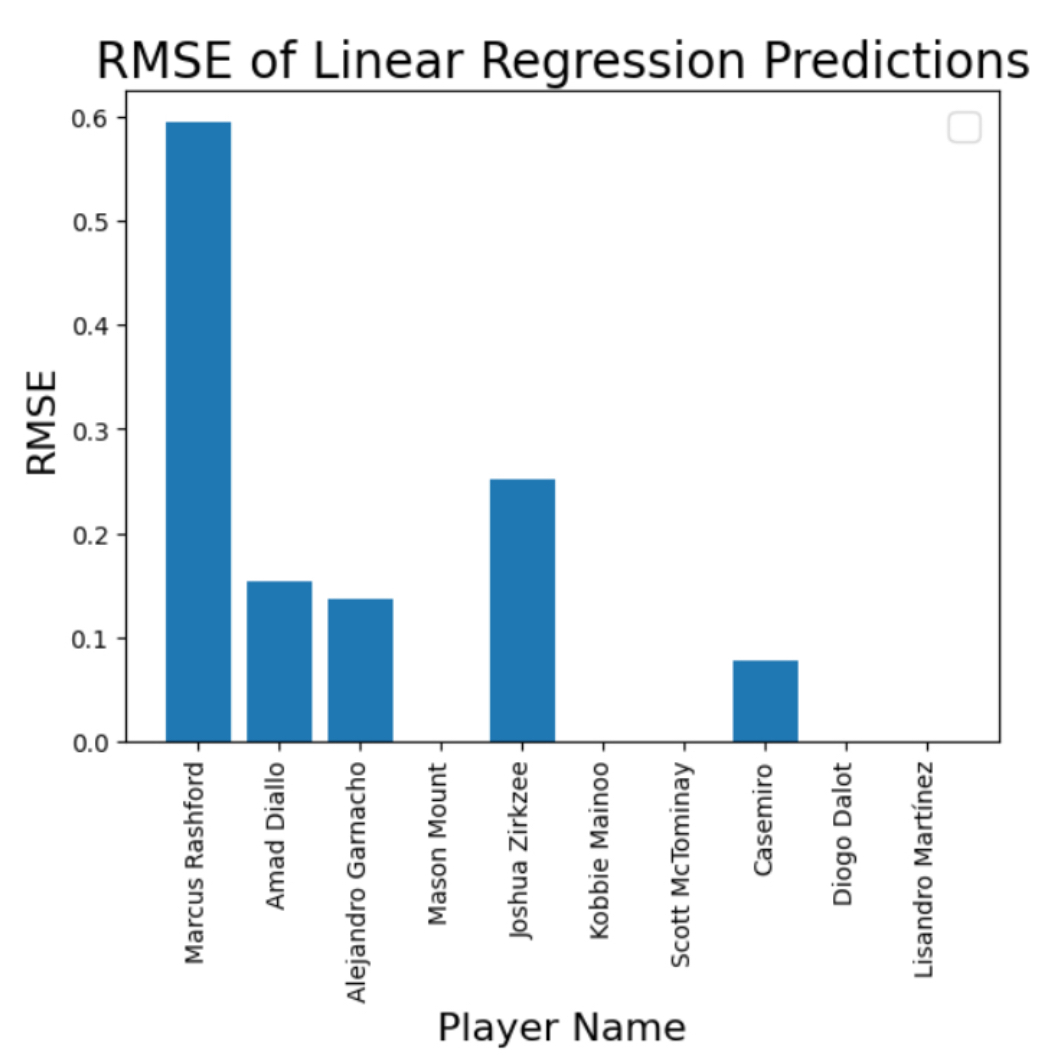 RMSE of Linear Regression Predictions
0.6
0.5
0.4
0.3
0.2
0.1
0.0
RMSE
Marcus Rashford
Amad Diallo
Alejandro Garnacho
Mason Mount
Joshua Zirkzee
Kobbie Mainoo
Scott McTominay
Casemiro
Diogo Dalot
Lisandro Martínez
Player Name